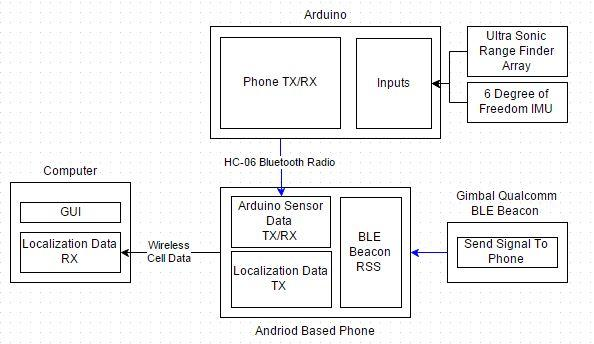 Arduino
Ultra Sonic
Range Finder
Array
Phone TX/RX
Inputs
6 Degree of
Freedom IMU
HC-06 Bluetooth Radio
Computer
GUI
Localization Data
RX
Wireless
Cell Data
Arduino Sensor
Data
TX/RX
Localization Data
TX
BLE
Beacon
RSS
Gimbal Qualcomm
BLE Beacon
Send Signal To
Phone
Andriod Based Phone